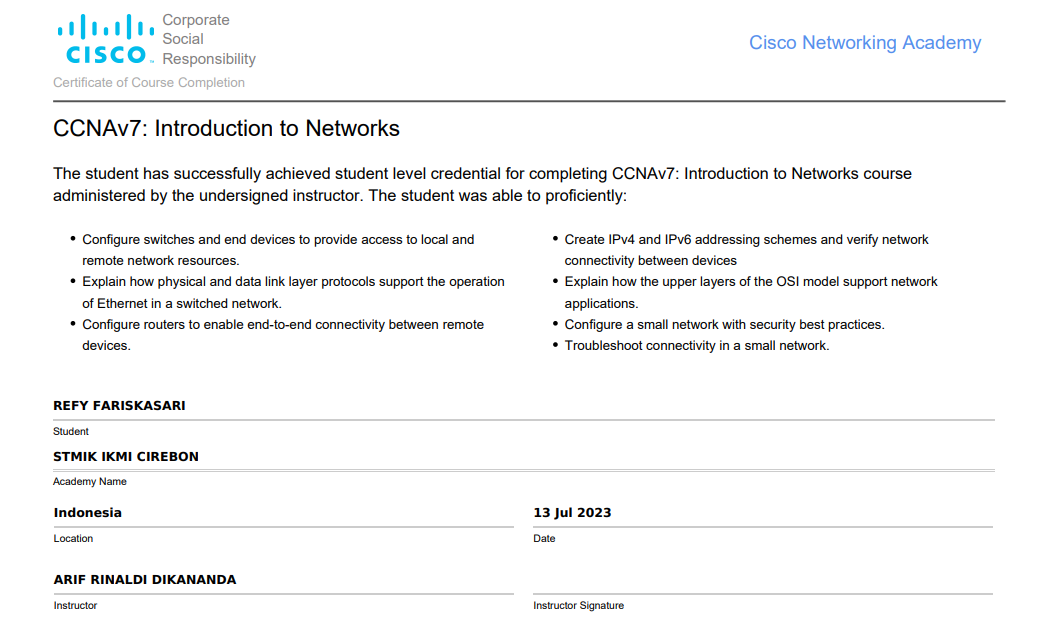 Corporate
Social
Responsibility
CISCO
Cisco Networking Academy
Certificate of Course Completion
CCNAv7: Introduction to Networks
The student has successfully achieved student level credential for completing CCNAv7: Introduction to Networks course
administered by the undersigned instructor. The student was able to proficiently:
• Configure switches and end devices to provide access to local and
remote network resources.
• Explain how physical and data link layer protocols support the operation
of Ethernet in a switched network.
• Configure routers to enable end-to-end connectivity between remote
devices.
• Create IPv4 and IPv6 addressing schemes and verify network
connectivity between devices
• Explain how the upper layers of the OSI model support network
applications.
• Configure a small network with security best practices.
• Troubleshoot connectivity in a small network.
REFY FARISKASARI
Student
STMIK IKMI CIREBON
Academy Name
Indonesia
Location
13 Jul 2023
Date
ARIF RINALDI DIKANANDA
Instructor
Instructor Signature